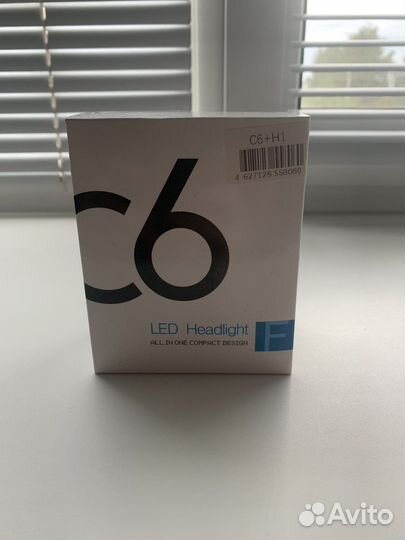 C6+H1
4 627126 558060
C6
LED Headlight
ALL IN ONE COMPACT DESIGN
F
Avito